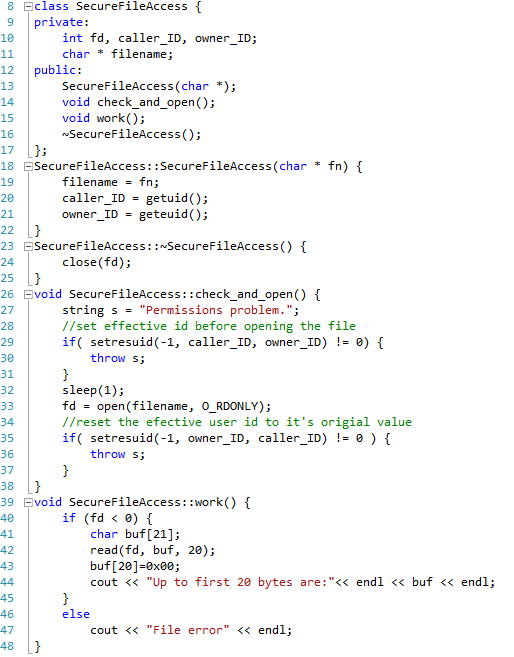 8 class SecureFileAccess {
9 private:
10 int fd, caller_ID, owner_ID;
11 char * filename;
12 public:
13 SecureFileAccess(char *);
14 void check_and_open();
15 void work();
16 ~SecureFileAccess();
17 };
18 SecureFileAccess::SecureFileAccess(char * fn) {
19 filename = fn;
20 caller_ID = getuid();
21 owner_ID = geteuid();
22 }
23 SecureFileAccess::~SecureFileAccess() {
24 close(fd);
25 }
26 void SecureFileAccess::check_and_open() {
27 string s = "Permissions problem.";
28 //set effective id before opening the file
29 if( setresuid(-1, caller_ID, owner_ID) != 0) {
30 throw s;
31 }
32 sleep(1);
33 fd = open(filename, O_RDONLY);
34 //reset the efective user id to it's origial value
35 if( setresuid(-1, owner_ID, caller_ID) != 0 ) {
36 throw s;
37 }
38 }
39 void SecureFileAccess::work() {
40 if (fd < 0) {
41 char buf[21];
42 read(fd, buf, 20);
43 buf[20]=0x00;
44 cout << "Up to first 20 bytes are:"<< endl << buf << endl;
45 }
46 else
47 cout << "File error" << endl;
48 }